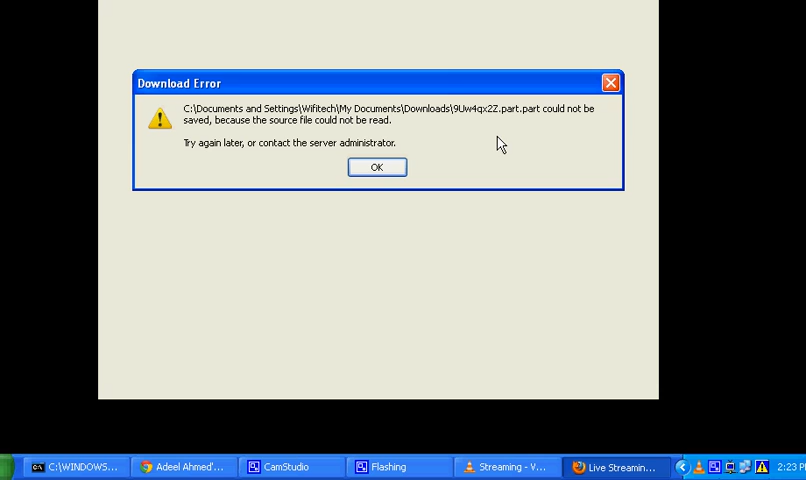 Download Error
C:\Documents and Settings\Wifitech\My Documents\Downloads\9Uw4qx2Z.part.part could not be
saved, because the source file could not be read.
Try again later, or contact the server administrator.
OK
C:\WINDOWS... Adeel Ahmed'... CamStudio Flashing Streaming - V... Live Streamin... 2:23 P